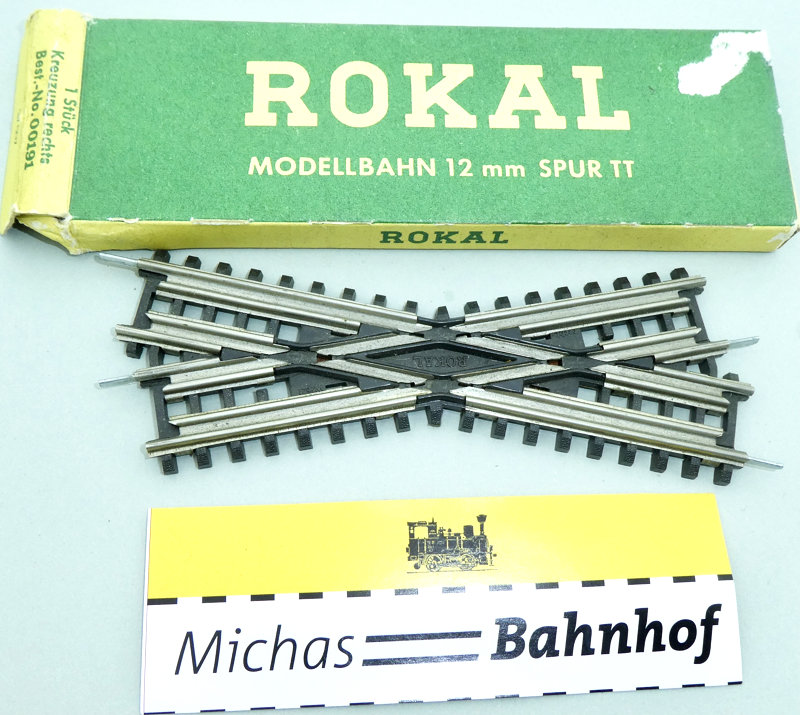 1 Stück
Kreuzung rechts
Best.-No.00191
ROKAL
MODELLBAHN 12 mm SPUR TT
ROKAL
ROKAL
Michas Bahnhof